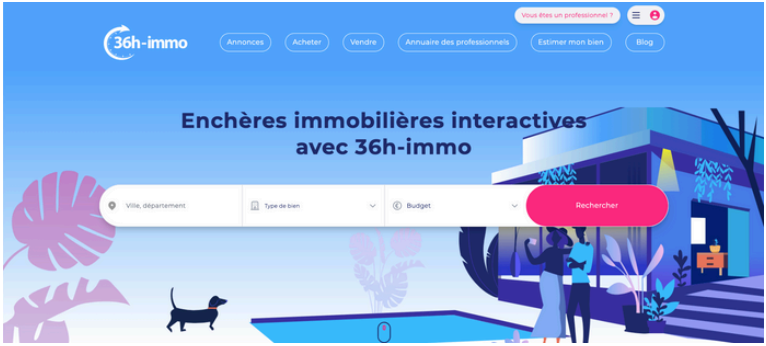 Vous êtes un professionnel ?
36h-immo
Annonces
Acheter
Vendre
Annuaire des professionnels
Estimer mon bien
Blog
Enchères immobilières interactives
avec 36h-immo
Ville, département
Type de bien
Budget
Rechercher